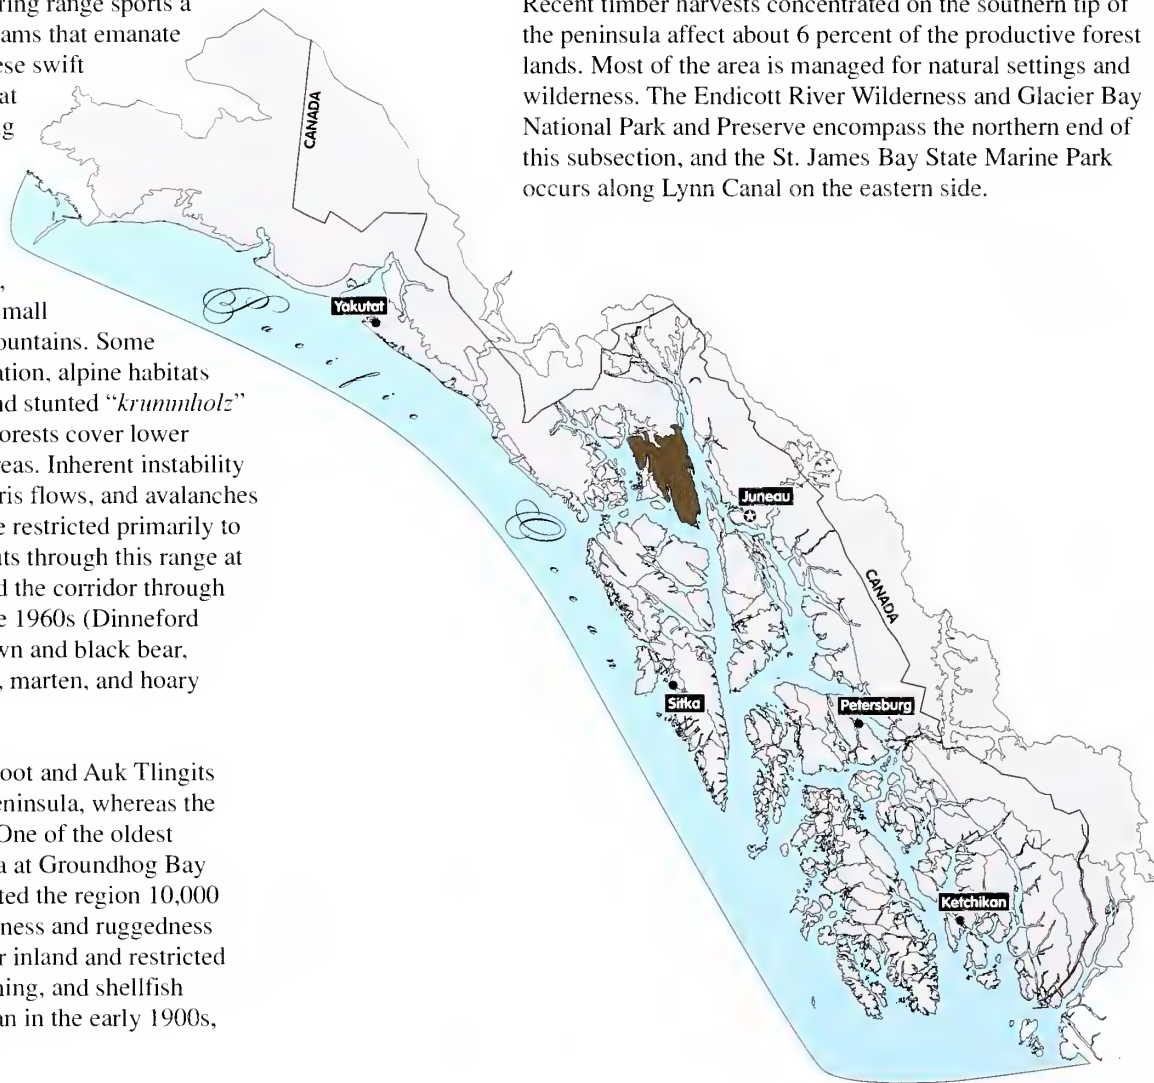 ring range sports a
ams that emanate
ese swift
at
g
,
mall
ountains. Some
ation, alpine habitats
nd stunted “krummholz”
orests cover lower
reas. Inherent instability
ris flows, and avalanches
e restricted primarily to
uts through this range at
d the corridor through
e 1960s (Dinneford
wn and black bear,
, marten, and hoary
oot and Auk Tlingits
eninsula, whereas the
One of the oldest
a at Groundhog Bay
ted the region 10,000
ness and ruggedness
r inland and restricted
ning, and shellfish
an in the early 1900s,
Recent timber harvests concentrated on the southern tip of
the peninsula affect about 6 percent of the productive forest
lands. Most of the area is managed for natural settings and
wilderness. The Endicott River Wilderness and Glacier Bay
National Park and Preserve encompass the northern end of
this subsection, and the St. James Bay State Marine Park
occurs along Lynn Canal on the eastern side.
CANADA
Yakutat
Pacific
Ocean
Juneau
CANADA
Sitka
Petersburg
Ketchikan